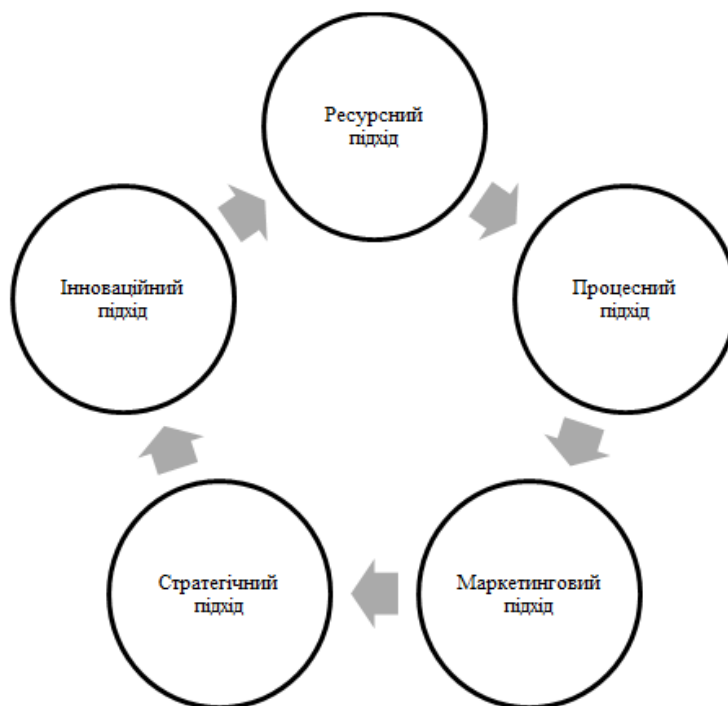 Ресурсний
підхід
Інноваційний
підхід
Процесний
підхід
Стратегічний
підхід
Маркетинговий
підхід